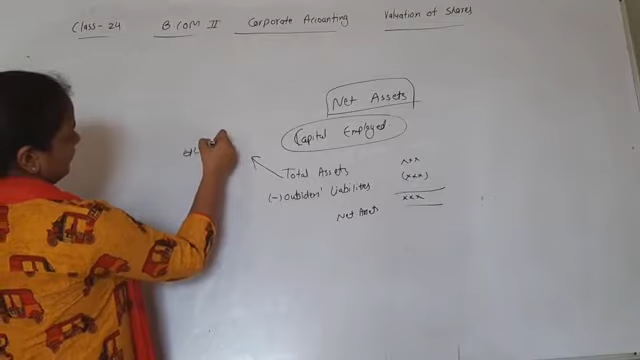 Class-24 B.COM II Corporate Accounting Valuation of Shares
Net Assets
Capital Employed
Total Assets xxx
(-) Outsiders' Liabilities (xxx)
Net Assets xxx